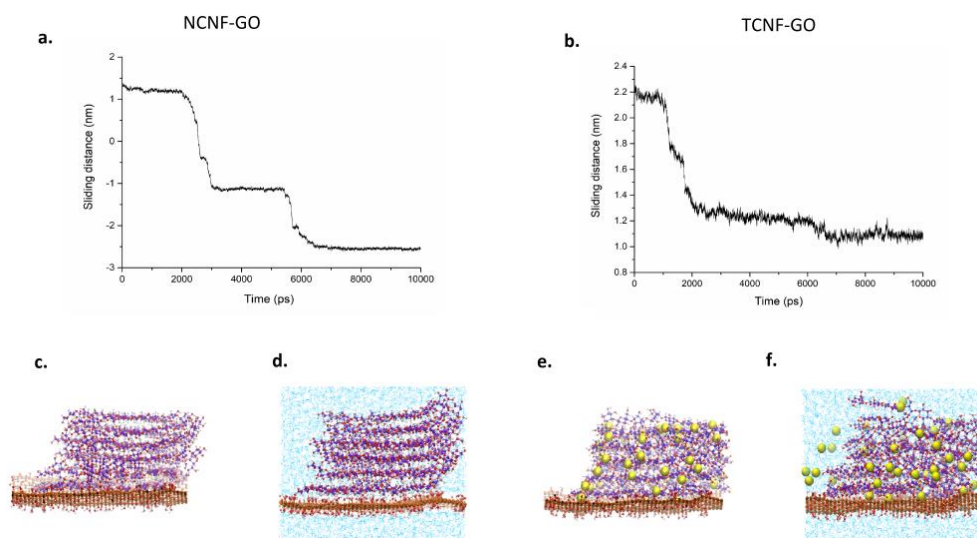 NCNF-GO
TCNF-GO
a.
b.
2
1
0
-1
-2
-3
Sliding distance (nm)
0
2000
4000
6000
8000
10000
Time (ps)
2.2
2.0
1.8
1.6
1.4
1.2
1.0
0.8
Sliding distance (nm)
0
2000
4000
6000
8000
10000
Time (ps)
c.
d.
e.
f.